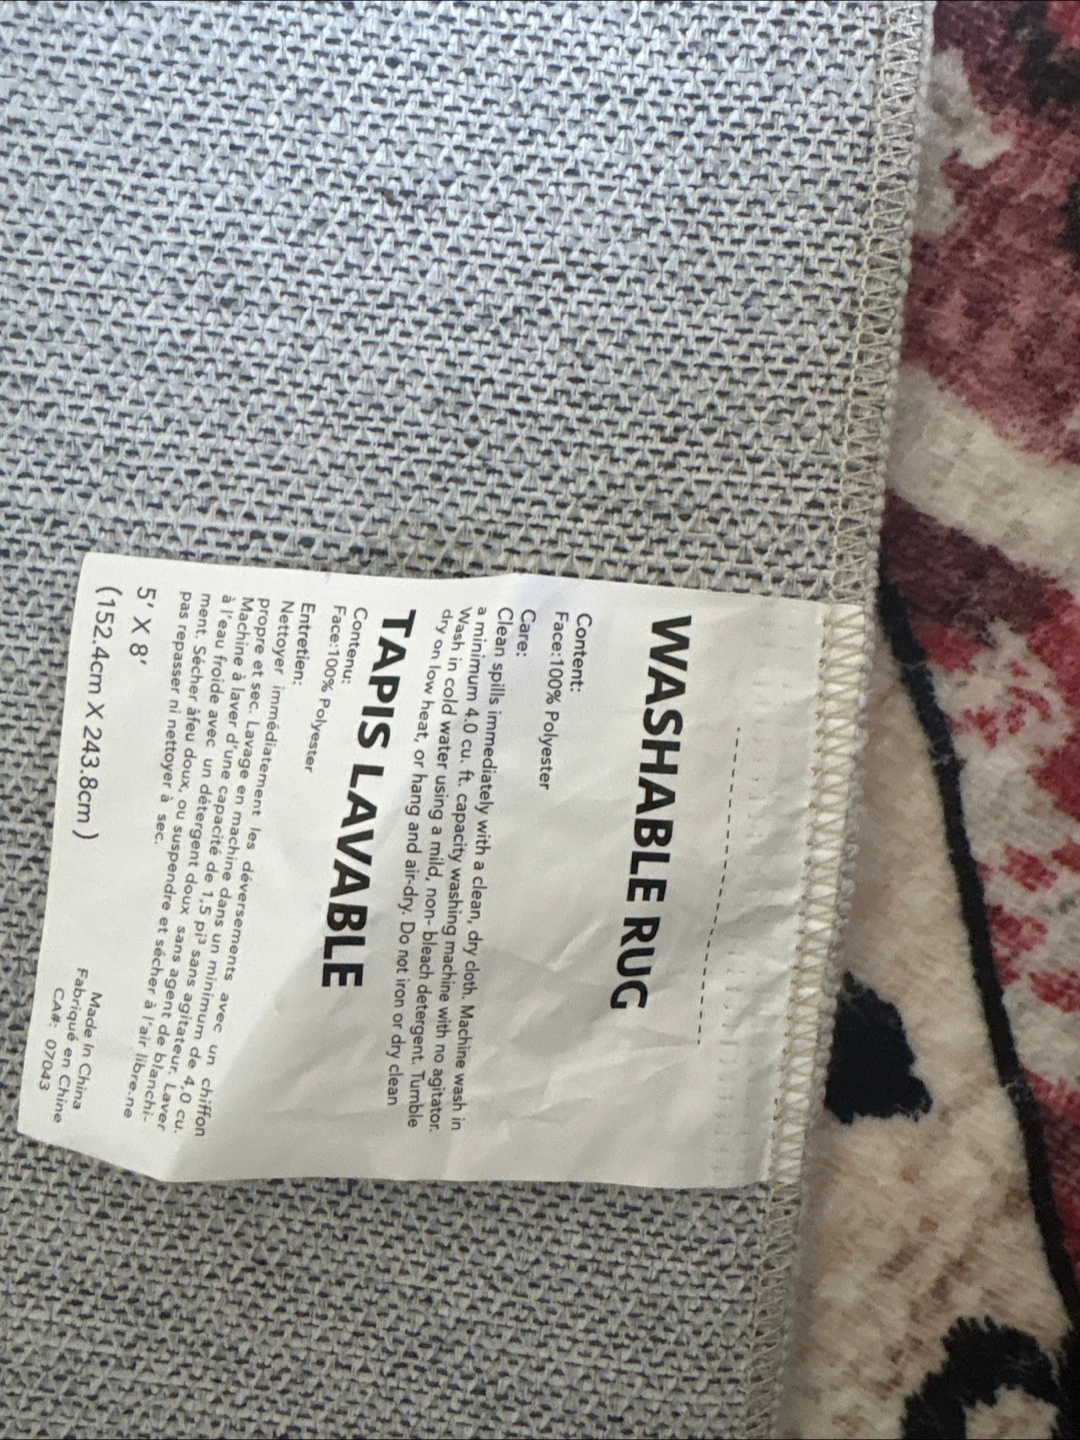 WASHABLE RUG
Content:
Face:100% Polyester
Care:
Clean spills immediately with a clean, dry cloth. Machine wash in
a minimum 4.0 cu. ft. capacity washing machine with no agitator.
Wash in cold water using a mild, non- bleach detergent. Tumble
dry on low heat, or hang and air-dry. Do not iron or dry clean
TAPIS LAVABLE
Contenu:
Face:100% Polyester
Entretien:
Nettoyer immédiatement les déversements avec un chiffon
propre et sec. Lavage en machine dans un minimum de 4,0 cu.
Machine à laver d'une capacité de 1,5 pi³ sans agitateur. Laver
à l'eau froide avec un détergent doux sans agent de blanchi-
ment. Sécher àfeu doux, ou suspendre et sécher à l'air libre.ne
pas repasser ni nettoyer à sec.
5' X 8'
(152.4cm X 243.8cm )
Made In China
Fabriqué en Chine
CA#: 07043